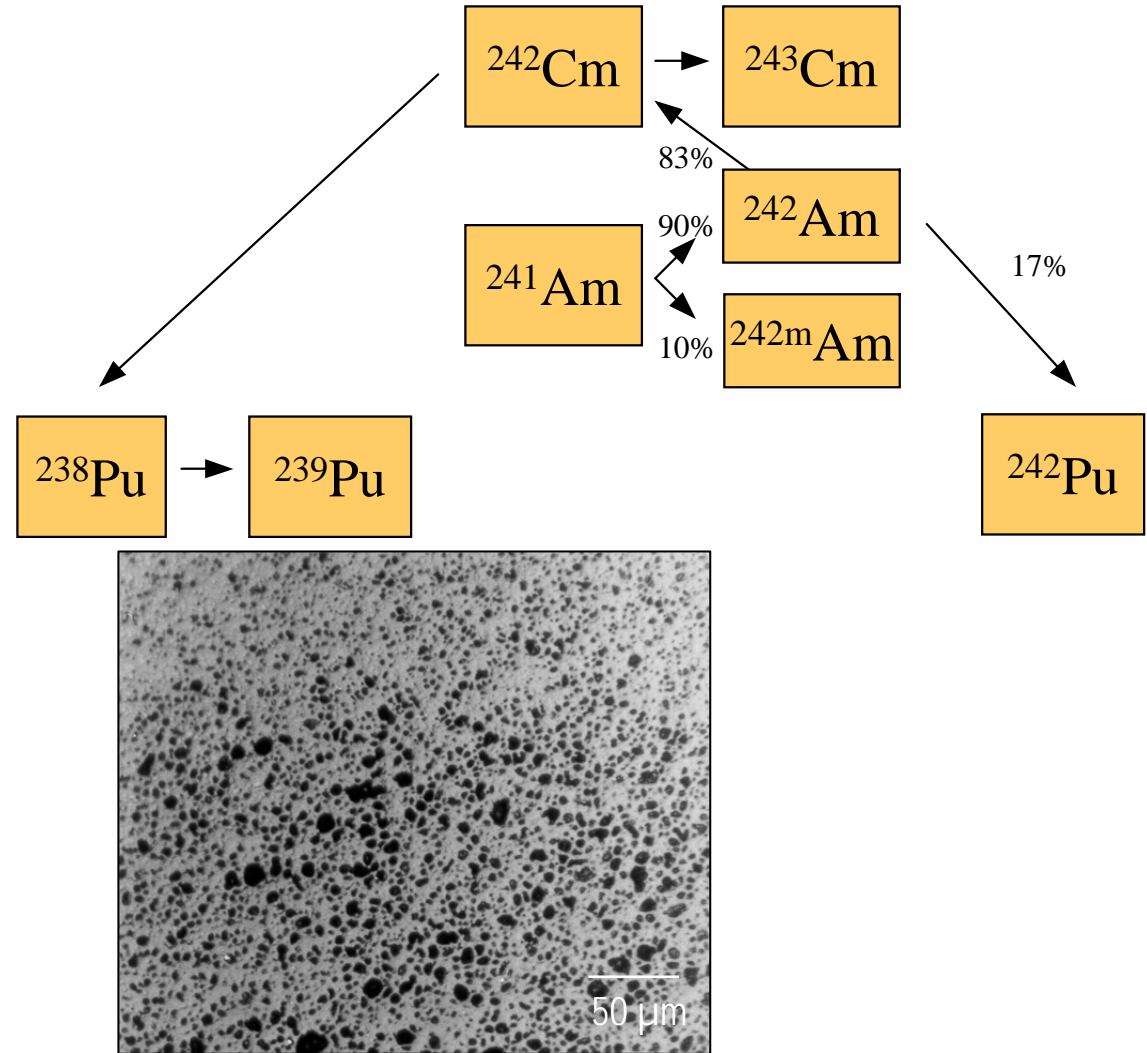 ²⁴²Cm
²⁴³Cm
83%
²⁴²Am
90%
²⁴¹Am
17%
²⁴²ᵐAm
10%
²³⁸Pu
²³⁹Pu
²⁴²Pu
50 µm